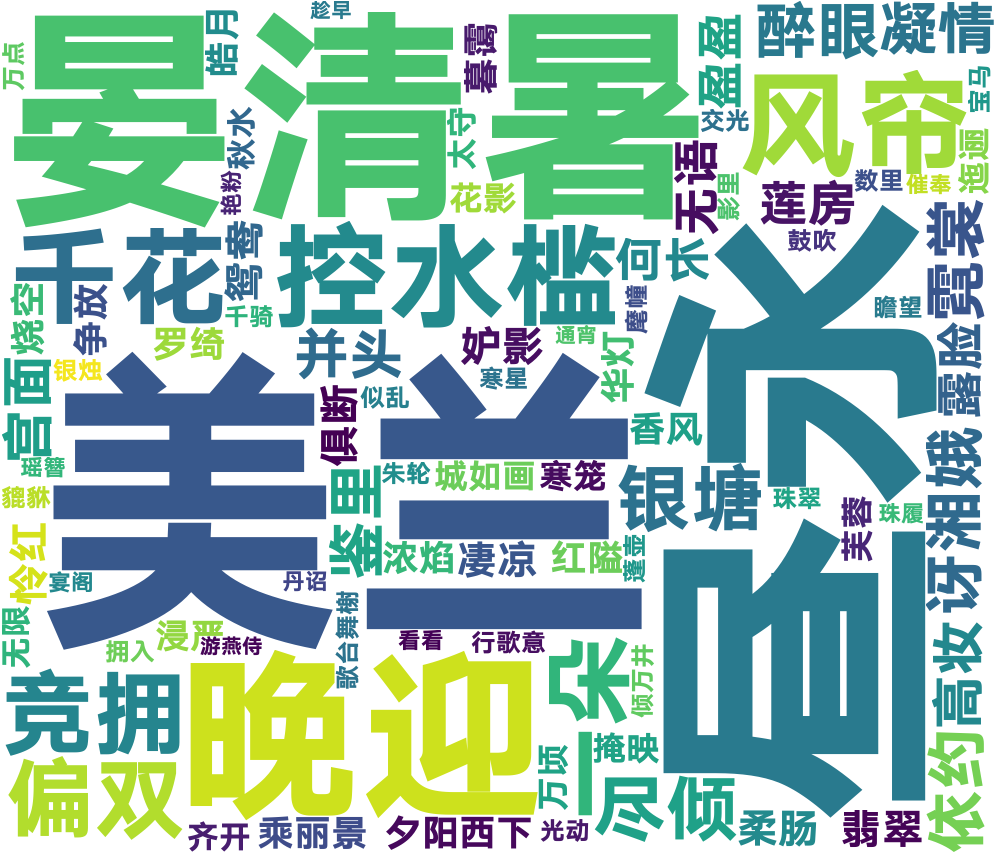 趁早
万点
皓月
暮霭
盈盈
醉眼凝情
晏清暑
宝马
秋水
太守
交光
风帘
艳粉
花影
无语
影里
莲房
数里
催奉
迤逦
鼓吹
千花
鸳鸯
控水槛
何长
昼永
霓裳
瞻望
烧空
争放
千骑
罗绮
并头
妒影
通宵
麾幢
华灯
露脸
宫面
银烛
美兰
俱断
似乱
寒星
香风
讶湘娥
瑶簪
朱轮
城如画
寒笼
银塘
珠翠
貔貅
鉴里
芙蓉
珠履
怜红
宴阁
丹诏
浓焰
凄凉
红隘
蓬壶
无限
拥入
浸严
游燕侍
歌台舞榭
看看
行歌意
一朵
倾万井
高妆
竞拥
晚迎
掩映
偏双
万顷
勿倾
依约
齐开
乘丽景
夕阳西下
光动
柔肠
翡翠